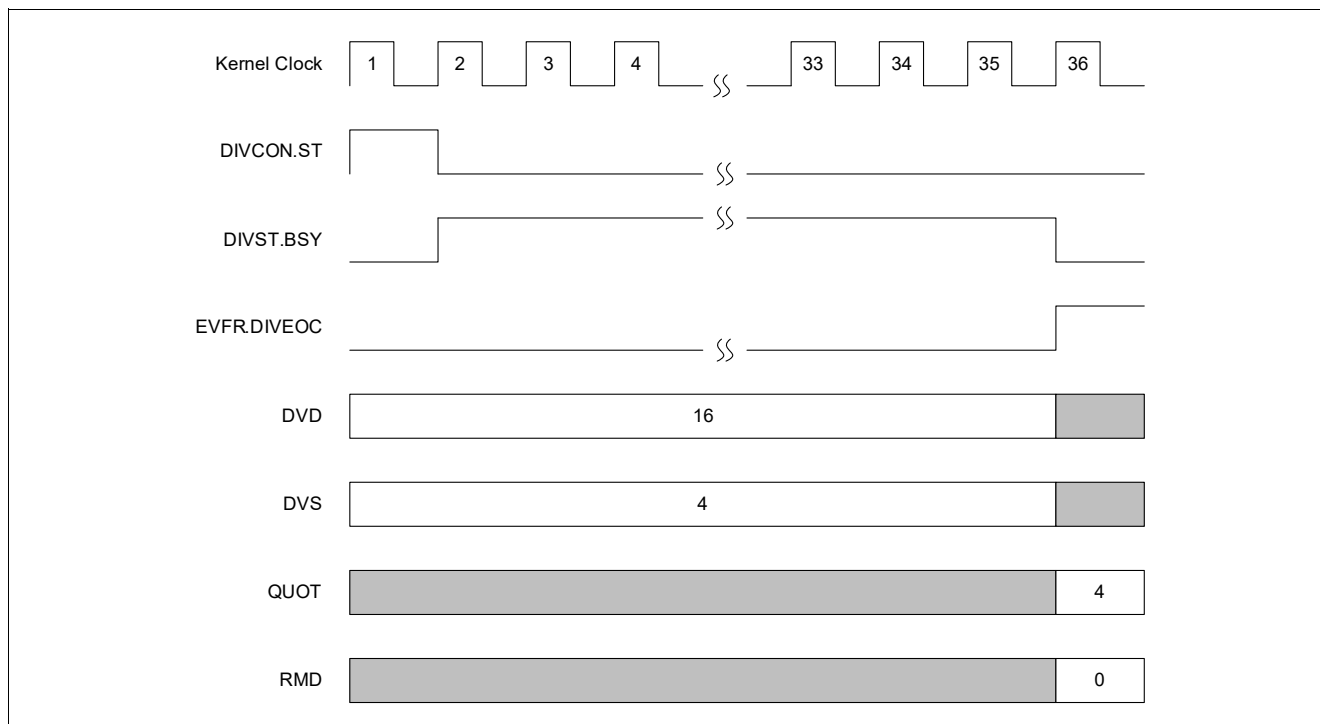 Kernel Clock 1 2 3 4 33 34 35 36
DIVCON.ST
DIVST.BSY
EVFR.DIVEOC
DVD 16
DVS 4
QUOT 4
RMD 0